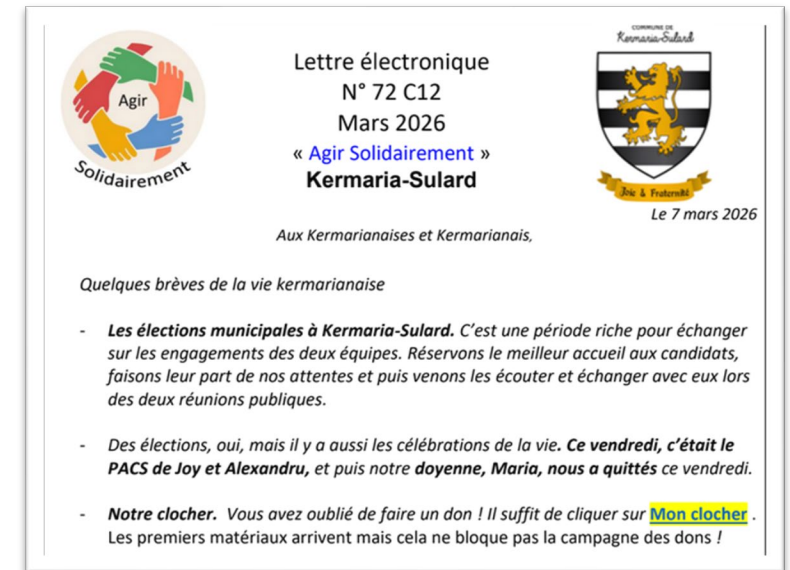 Agir
Solidairement
Lettre électronique
N° 72 C12
Mars 2026
« Agir Solidairement »
Kermaria-Sulard
COMMUNE DE
Kermaria-Sulard
Joie & Fraternité
Le 7 mars 2026
Aux Kermarianaises et Kermarianais,
Quelques brèves de la vie kermarianaise
- Les élections municipales à Kermaria-Sulard. C’est une période riche pour échanger
sur les engagements des deux équipes. Réservons le meilleur accueil aux candidats,
faisons leur part de nos attentes et puis venons les écouter et échanger avec eux lors
des deux réunions publiques.
- Des élections, oui, mais il y a aussi les célébrations de la vie. Ce vendredi, c’était le
PACS de Joy et Alexandru, et puis notre doyenne, Maria, nous a quittés ce vendredi.
- Notre clocher. Vous avez oublié de faire un don ! Il suffit de cliquer sur Mon clocher .
Les premiers matériaux arrivent mais cela ne bloque pas la campagne des dons !